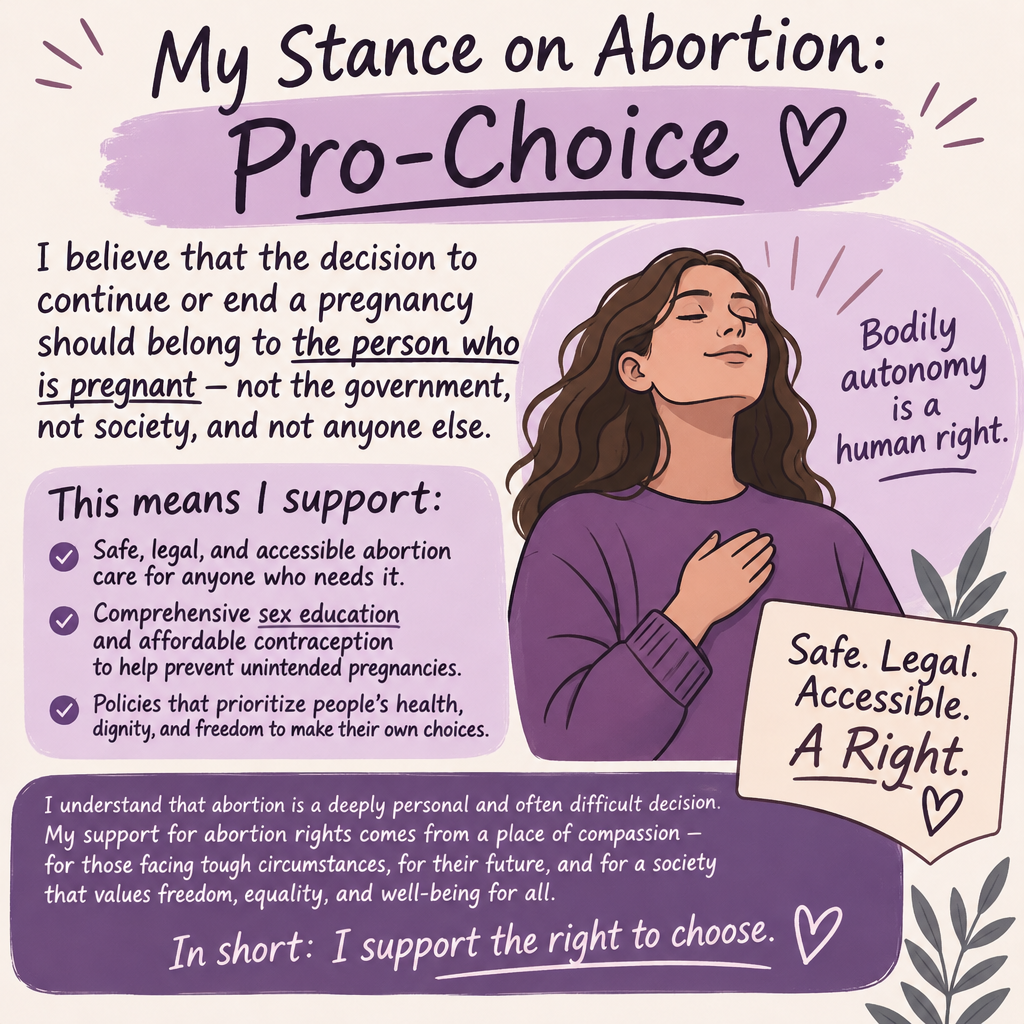 My Stance on Abortion:
Pro-Choice
I believe that the decision to
continue or end a pregnancy
should belong to the person who
is pregnant – not the government,
not society, and not anyone else.
Bodily
autonomy
is a
human right.
This means I support:
Safe, legal, and accessible abortion
care for anyone who needs it.
Comprehensive sex education
and affordable contraception
to help prevent unintended pregnancies.
Policies that prioritize people's health,
dignity, and freedom to make their own choices.
Safe. Legal.
Accessible.
A Right.
I understand that abortion is a deeply personal and often difficult decision.
My support for abortion rights comes from a place of compassion –
for those facing tough circumstances, for their future, and for a society
that values freedom, equality, and well-being for all.
In short: I support the right to choose.